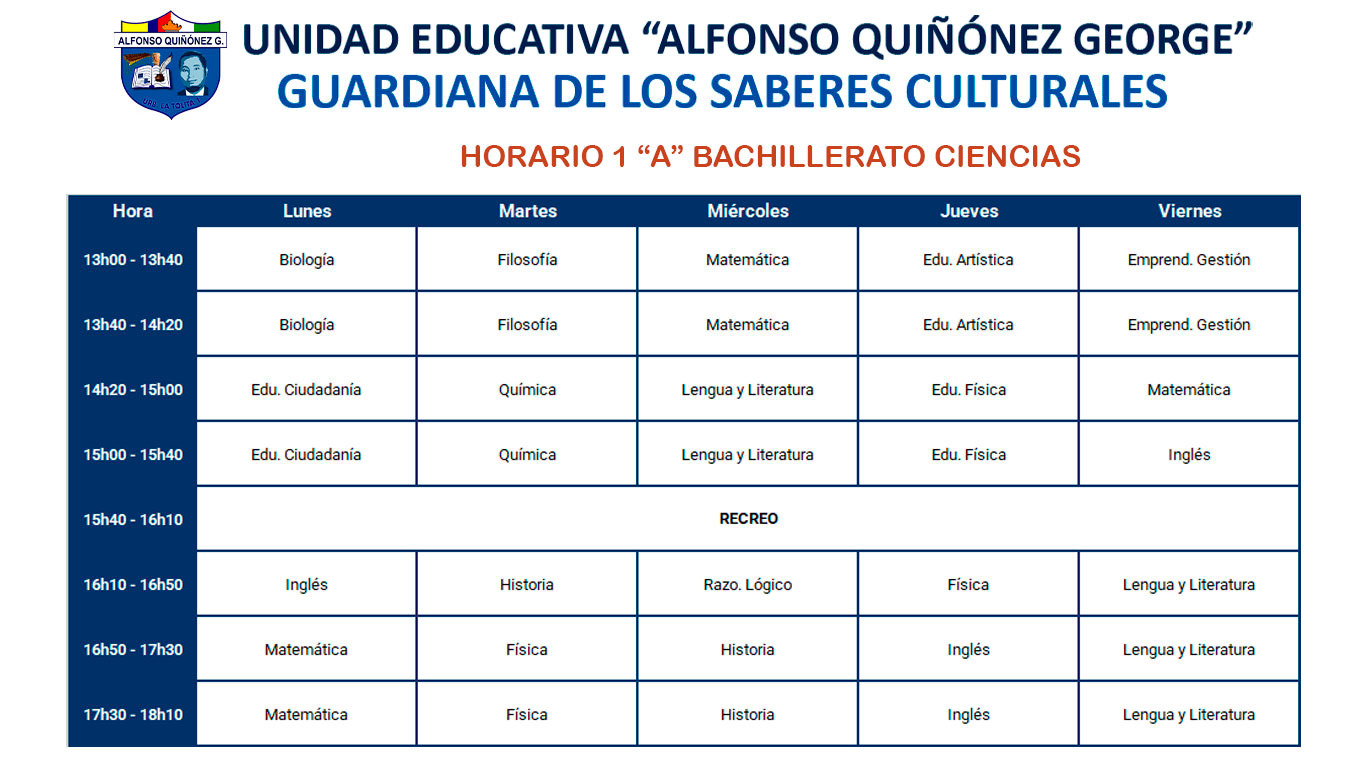 ALFONSO QUIÑÓNEZ G.
UNIDAD EDUCATIVA “ALFONSO QUIÑÓNEZ GEORGE”
GUARDIANA DE LOS SABERES CULTURALES
HORARIO 1 “A” BACHILLERATO CIENCIAS
Hora Lunes Martes Miércoles Jueves Viernes
13h00 - 13h40 Biología Filosofía Matemática Edu. Artística Emprend. Gestión
13h40 - 14h20 Biología Filosofía Matemática Edu. Artística Emprend. Gestión
14h20 - 15h00 Edu. Ciudadanía Química Lengua y Literatura Edu. Física Matemática
15h00 - 15h40 Edu. Ciudadanía Química Lengua y Literatura Edu. Física Inglés
15h40 - 16h10 RECREO
16h10 - 16h50 Inglés Historia Razo. Lógico Física Lengua y Literatura
16h50 - 17h30 Matemática Física Historia Inglés Lengua y Literatura
17h30 - 18h10 Matemática Física Historia Inglés Lengua y Literatura